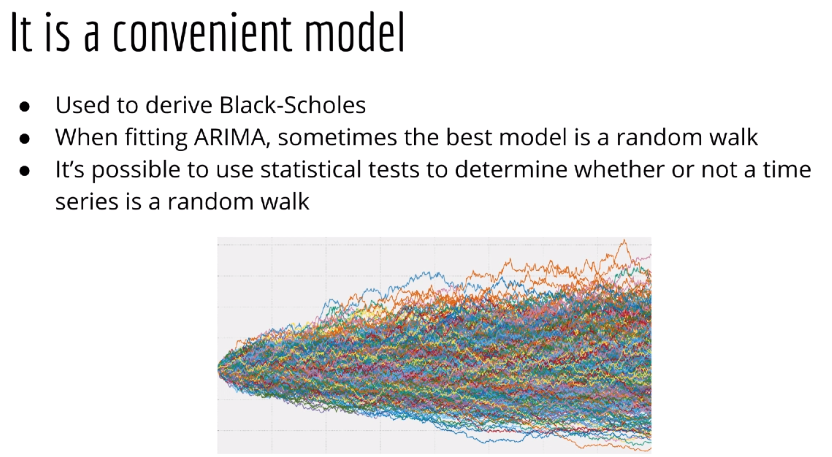 It is a convenient model
● Used to derive Black-Scholes
● When fitting ARIMA, sometimes the best model is a random walk
● It’s possible to use statistical tests to determine whether or not a time
series is a random walk